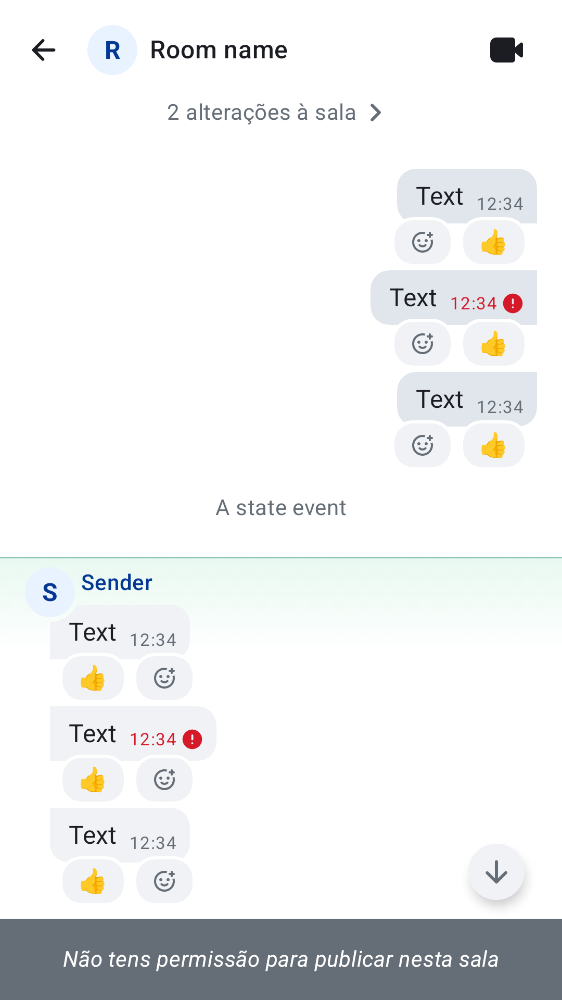 R Room name
2 alterações à sala
Text 12:34
👍
Text 12:34
👍
Text 12:34
👍
A state event
S Sender
Text 12:34
👍
Text 12:34
👍
Text 12:34
👍
Não tens permissão para publicar nesta sala